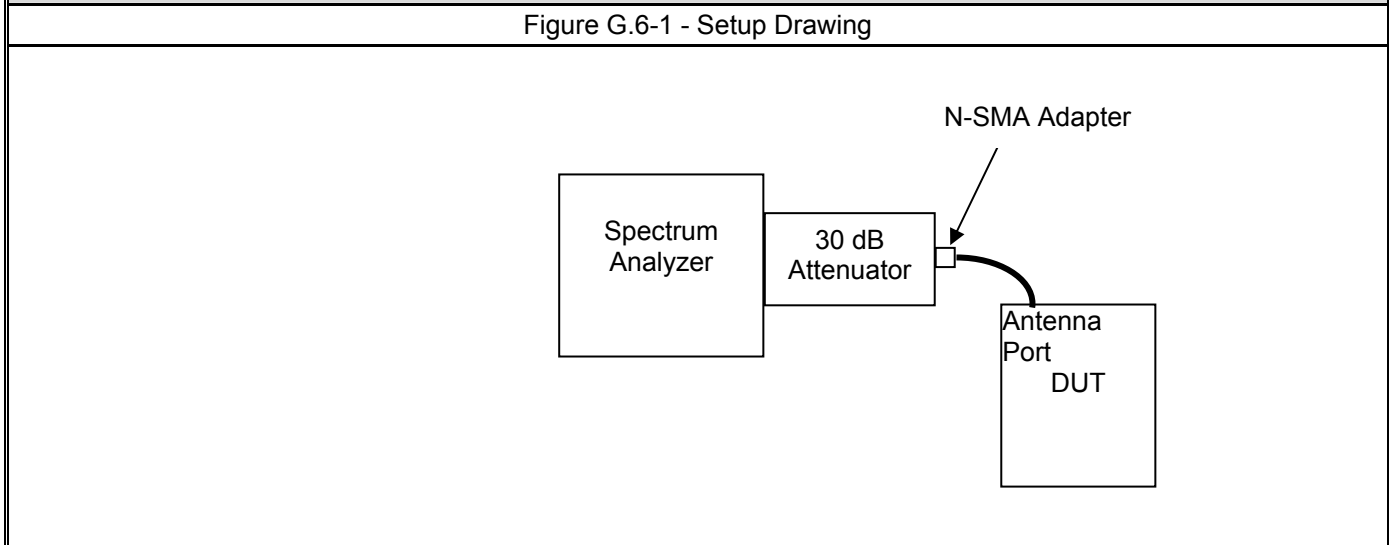 Figure G.6-1 - Setup Drawing
N-SMA Adapter
Spectrum
Analyzer
30 dB
Attenuator
Antenna
Port
DUT